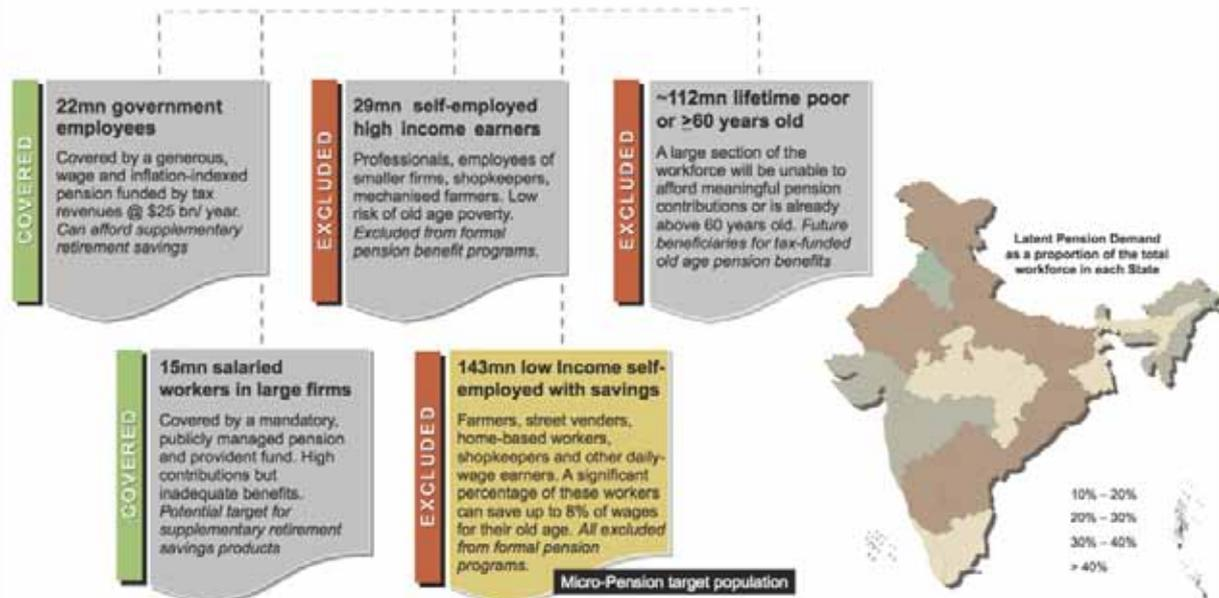 COVERED
22mn government
employees
Covered by a generous,
wage and inflation-indexed
pension funded by tax
revenues @ $25 bn/ year.
Can afford supplementary
retirement savings
EXCLUDED
29mn self-employed
high income earners
Professionals, employees of
smaller firms, shopkeepers,
mechanised farmers. Low
risk of old age poverty.
Excluded from formal
pension benefit programs.
EXCLUDED
~112mn lifetime poor
or ≥60 years old
A large section of the
workforce will be unable to
afford meaningful pension
contributions or is already
above 60 years old. Future
beneficiaries for tax-funded
old age pension benefits
COVERED
15mn salaried
workers in large firms
Covered by a mandatory,
publicly managed pension
and provident fund. High
contributions but
inadequate benefits.
Potential target for
supplementary retirement
savings products
EXCLUDED
143mn low Income self-
employed with savings
Farmers, street venders,
home-based workers,
shopkeepers and other daily-
wage earners. A significant
percentage of these workers
can save up to 8% of wages
for their old age. All excluded
from formal pension
programs.
Micro-Pension target population
Latent Pension Demand
as a proportion of the total
workforce in each State
10% – 20%
20% – 30%
30% – 40%
> 40%